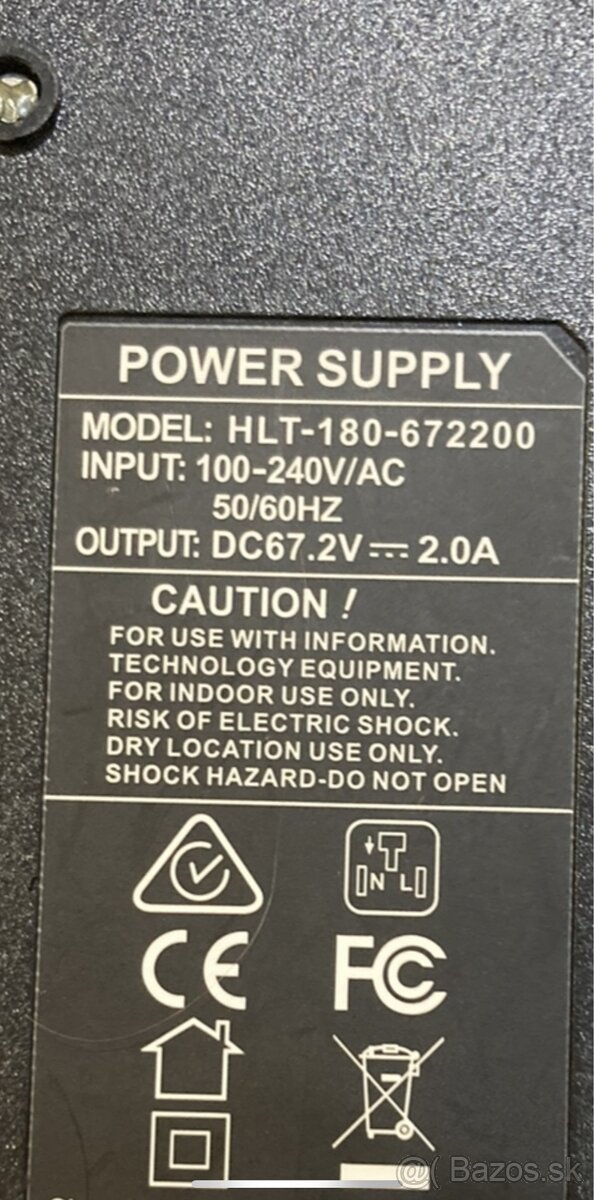 POWER SUPPLY
MODEL: HLT-180-672200
INPUT: 100-240V/AC
50/60HZ
OUTPUT: DC67.2V⎓2.0A
CAUTION !
FOR USE WITH INFORMATION.
TECHNOLOGY EQUIPMENT.
FOR INDOOR USE ONLY.
RISK OF ELECTRIC SHOCK.
DRY LOCATION USE ONLY.
SHOCK HAZARD-DO NOT OPEN
N L
CE FC
Bazos.sk